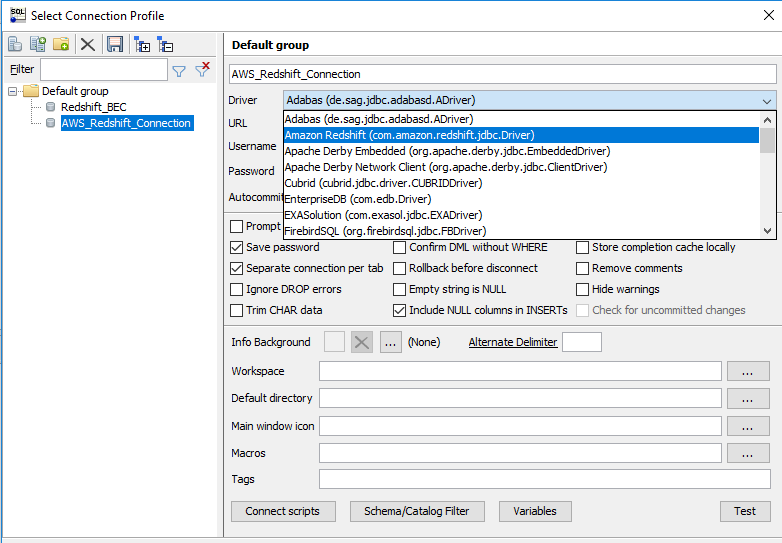 SQL Select Connection Profile
Default group
Filter
AWS_Redshift_Connection
Default group
Redshift_BEC
AWS_Redshift_Connection
Driver Adabas (de.sag.jdbc.adabasd.ADriver)
Adabas (de.sag.jdbc.adabasd.ADriver)
URL
Amazon Redshift (com.amazon.redshift.jdbc.Driver)
Username
Apache Derby Embedded (org.apache.derby.jdbc.EmbeddedDriver)
Apache Derby Network Client (org.apache.derby.jdbc.ClientDriver)
Password
Cubrid (cubrid.jdbc.driver.CUBRIDDriver)
Autocommit
EnterpriseDB (com.edb.Driver)
EXASolution (com.exasol.jdbc.EXADriver)
Prompt
FirebirdSQL (org.firebirdsql.jdbc.FBDriver)
Save password Confirm DML without WHERE Store completion cache locally
Separate connection per tab Rollback before disconnect Remove comments
Ignore DROP errors Empty string is NULL Hide warnings
Trim CHAR data Include NULL columns in INSERTs Check for uncommitted changes
Info Background ... (None) Alternate Delimiter
Workspace ...
Default directory ...
Main window icon ...
Macros ...
Tags
Connect scripts Schema/Catalog Filter Variables Test